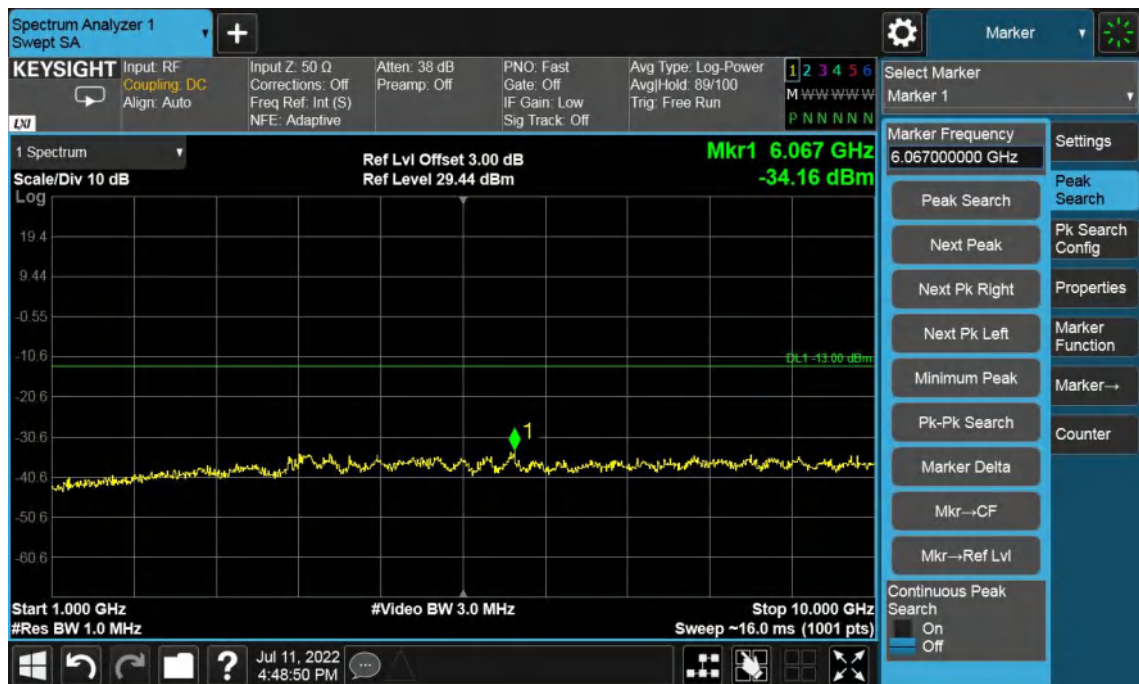 Spectrum Analyzer 1
Swept SA
+
Marker
KEYSIGHT
LXI
Input: RF
Coupling: DC
Align: Auto
Input Z: 50 Ω
Corrections: Off
Freq Ref: Int (S)
NFE: Adaptive
Atten: 38 dB
Preamp: Off
PNO: Fast
Gate: Off
IF Gain: Low
Sig Track: Off
Avg Type: Log-Power
Avg|Hold: 89/100
Trig: Free Run
1 2 3 4 5 6
M W W W W W
P N N N N N
1 Spectrum
Scale/Div 10 dB
Log
Ref Lvl Offset 3.00 dB
Ref Level 29.44 dBm
Mkr1 6.067 GHz
-34.16 dBm
19.4
9.44
-0.55
-10.6
-20.6
-30.6
-40.6
-50.6
-60.6
DL1 -13.00 dBm
1
Start 1.000 GHz
#Res BW 1.0 MHz
#Video BW 3.0 MHz
Stop 10.000 GHz
Sweep ~16.0 ms (1001 pts)
Select Marker
Marker 1
Marker Frequency
6.067000000 GHz
Peak Search
Next Peak
Next Pk Right
Next Pk Left
Minimum Peak
Pk-Pk Search
Marker Delta
Mkr→CF
Mkr→Ref Lvl
Continuous Peak
Search
On
Off
Settings
Peak
Search
Pk Search
Config
Properties
Marker
Function
Marker→
Counter
?
Jul 11, 2022
4:48:50 PM